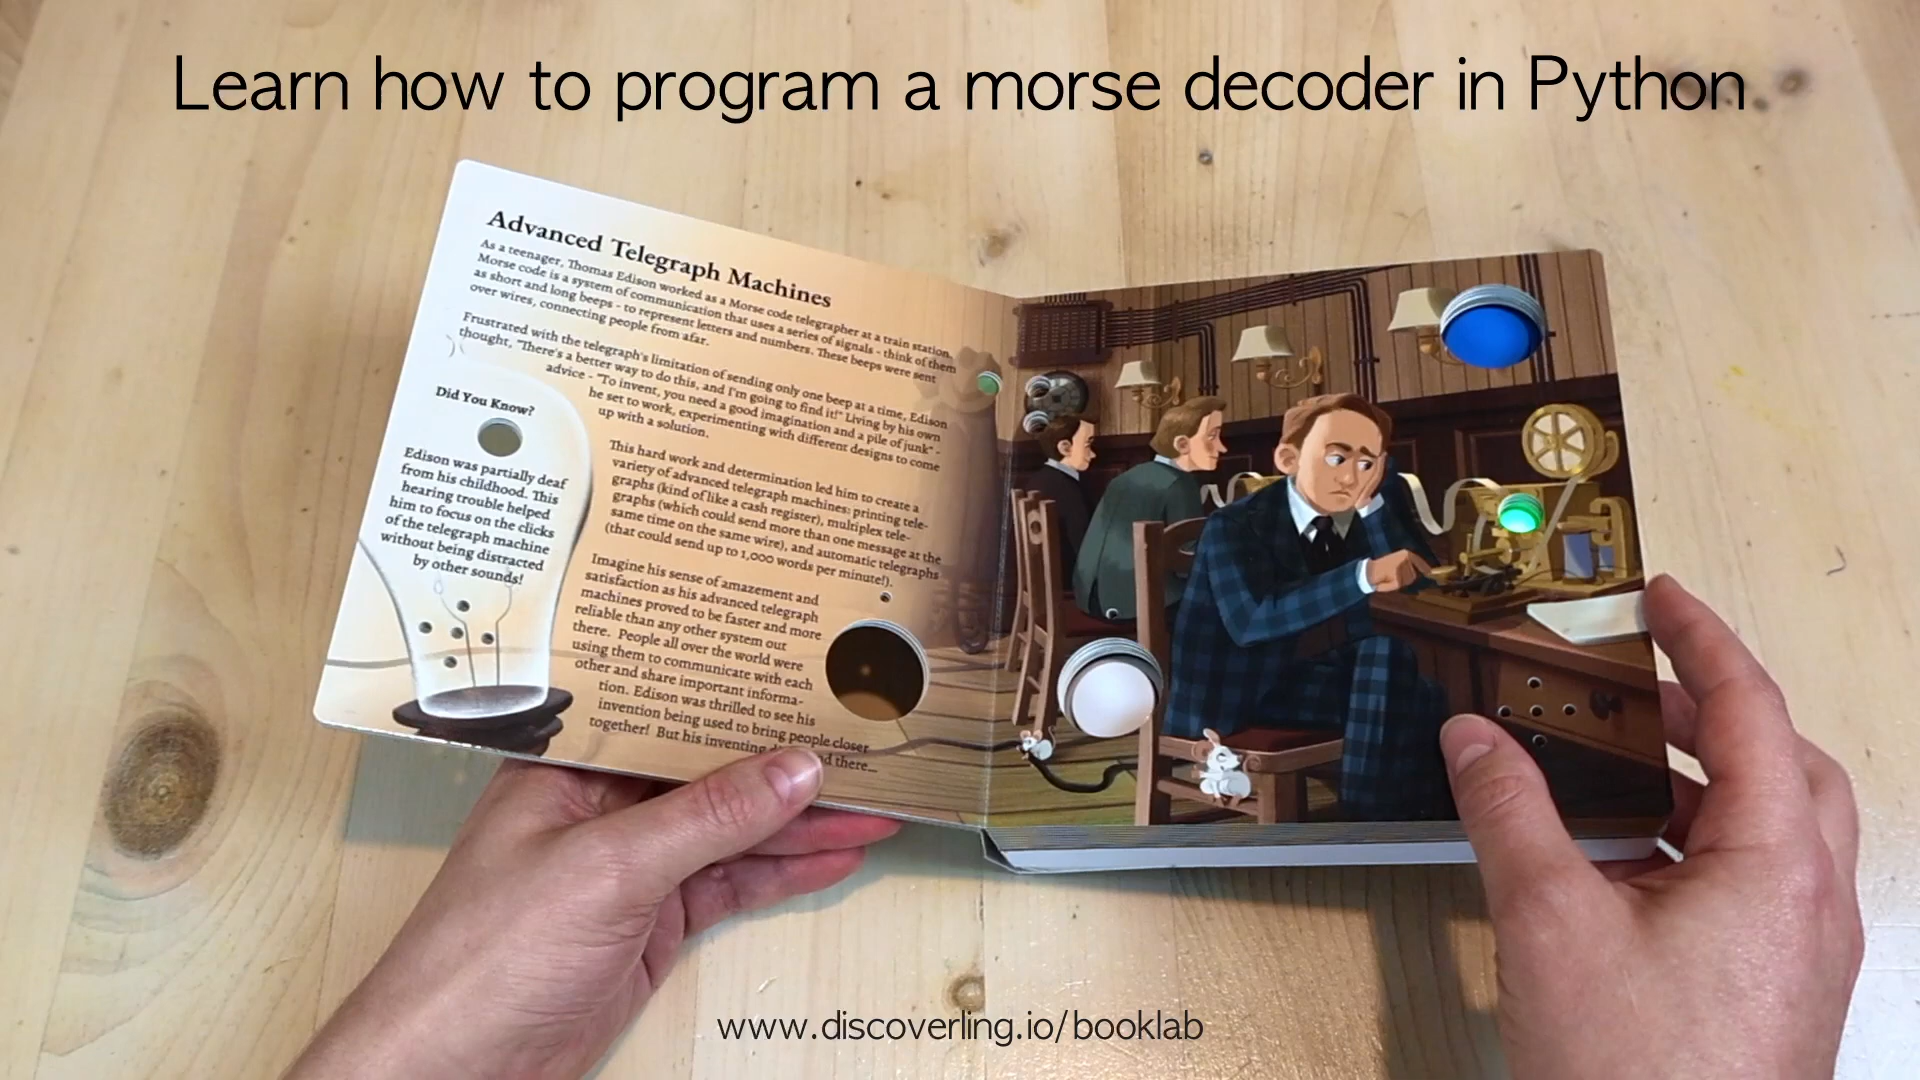 Learn how to program a morse decoder in Python
Advanced Telegraph Machines
As a teenager, Thomas Edison worked as a Morse code telegrapher at a train station.
Morse code is a system of communication that uses a series of signals - think of them
as short and long beeps - to represent letters and numbers. These beeps were sent
over wires, connecting people from afar.
Frustrated with the telegraph's limitation of sending only one beep at a time, Edison
thought, "There's a better way to do this, and I'm going to find it!" Living by his own
advice - "To invent, you need a good imagination and a pile of junk" -
he set to work, experimenting with different designs to come
up with a solution.
This hard work and determination led him to create a
variety of advanced telegraph machines: printing tele-
graphs (kind of like a cash register), multiplex tele-
graphs (which could send more than one message at the
same time on the same wire), and automatic telegraphs
(that could send up to 1,000 words per minute!).
Imagine his sense of amazement and
satisfaction as his advanced telegraph
machines proved to be faster and more
reliable than any other system out
there. People all over the world were
using them to communicate with each
other and share important informa-
tion. Edison was thrilled to see his
invention being used to bring people closer
together! But his inventing there...
Did You Know?
Edison was partially deaf
from his childhood. This
hearing trouble helped
him to focus on the clicks
of the telegraph machine
without being distracted
by other sounds!
www.discoverling.io/booklab